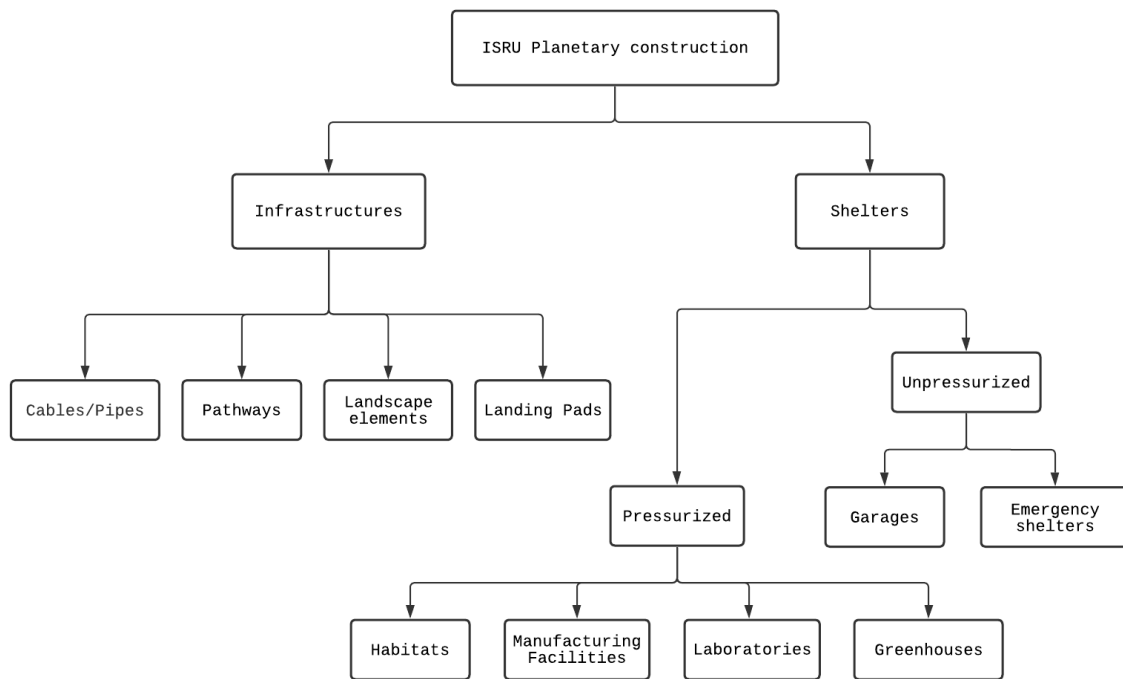 ISRU Planetary construction
Infrastructures
Shelters
Cables/Pipes
Pathways
Landscape
elements
Landing Pads
Unpressurized
Pressurized
Garages
Emergency
shelters
Habitats
Manufacturing
Facilities
Laboratories
Greenhouses